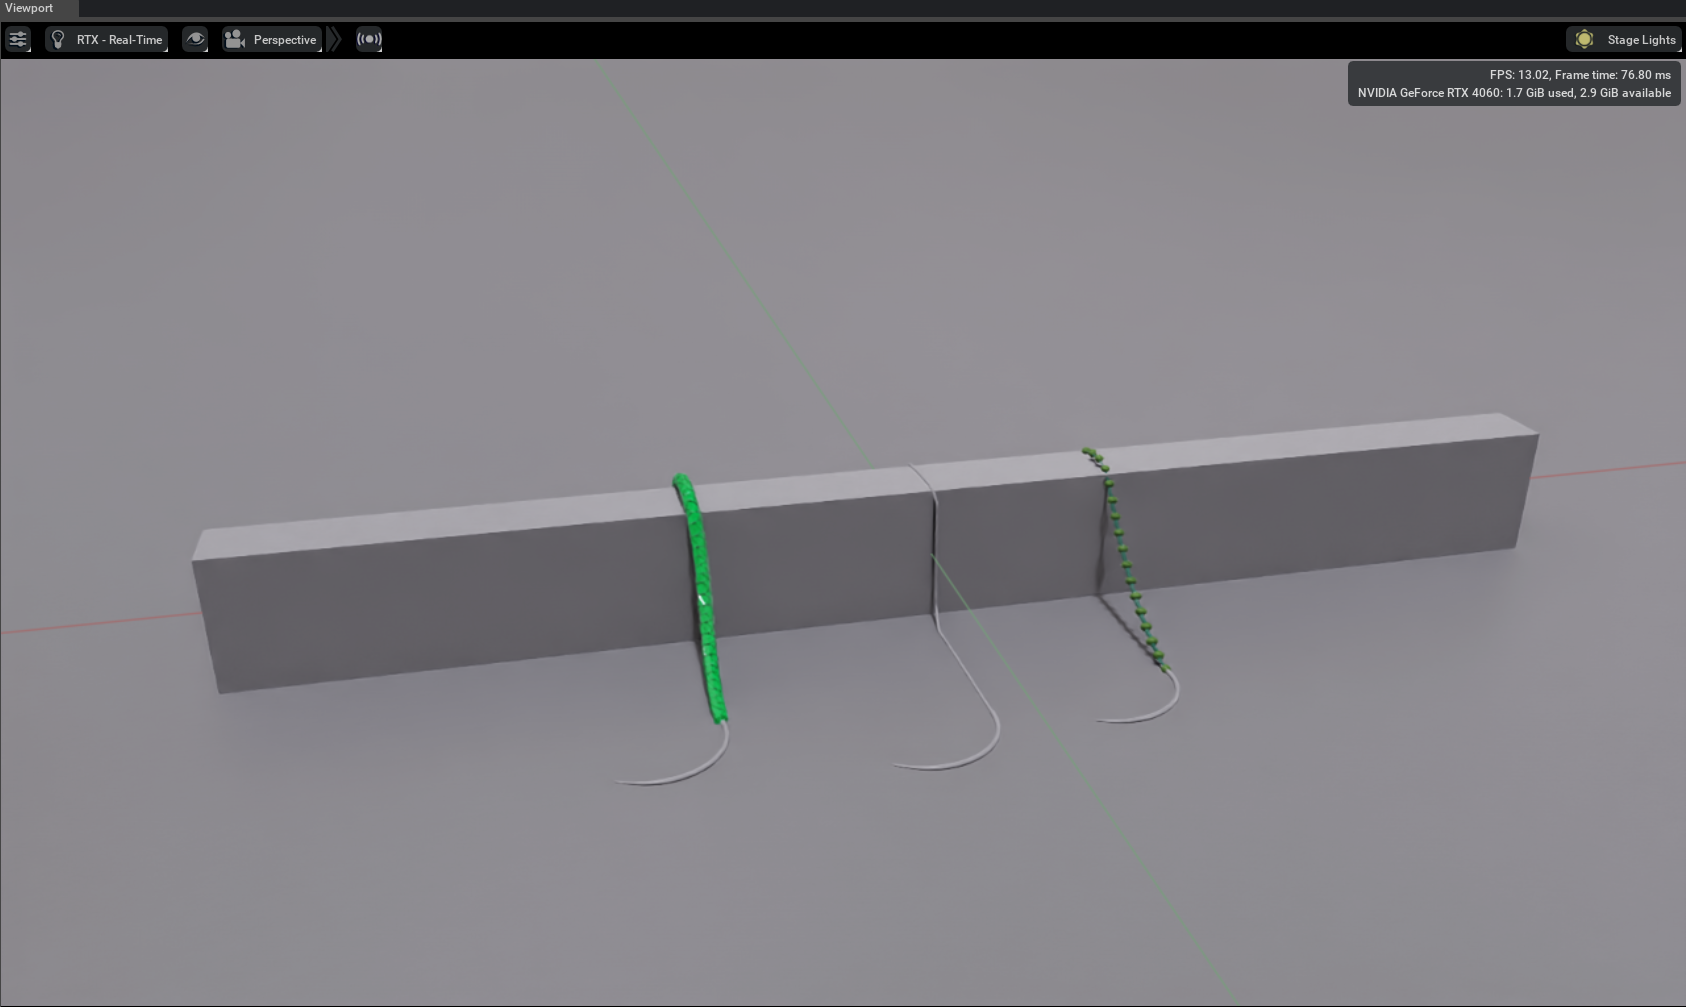 Viewport
RTX - Real-Time
Perspective
Stage Lights
FPS: 13.02, Frame time: 76.80 ms
NVIDIA GeForce RTX 4060: 1.7 GiB used, 2.9 GiB available